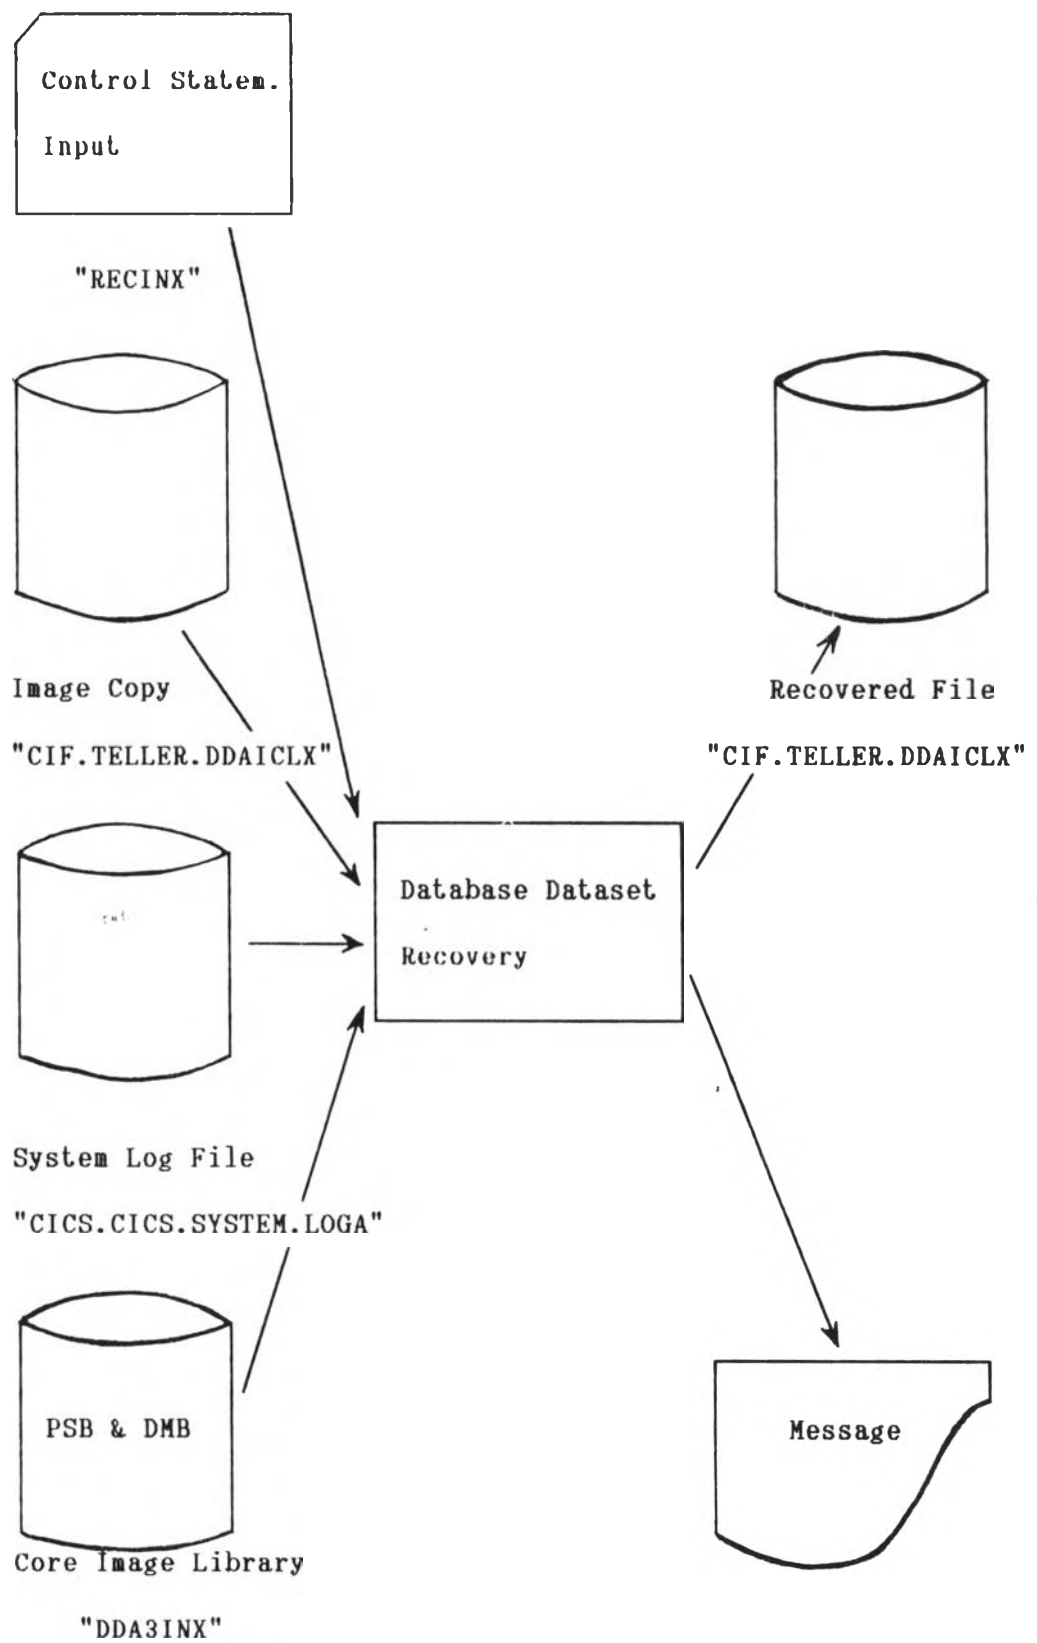 Control Statem.
Input
"RECINX"
Image Copy
"CIF.TELLER.DDAICLX"
Recovered File
"CIF.TELLER.DDAICLX"
Database Dataset
Recovery
System Log File
"CICS.CICS.SYSTEM.LOGA"
PSB & DMB
Core Image Library
"DDA3INX"
Message